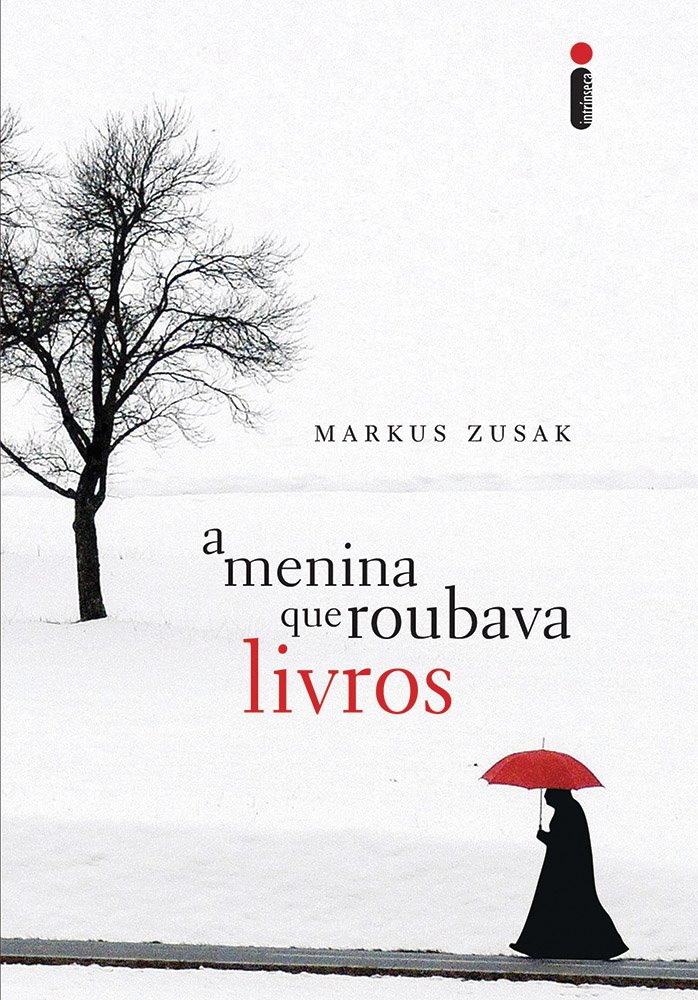 intrínseca
MARKUS ZUSAK
a
menina
que roubava
livros